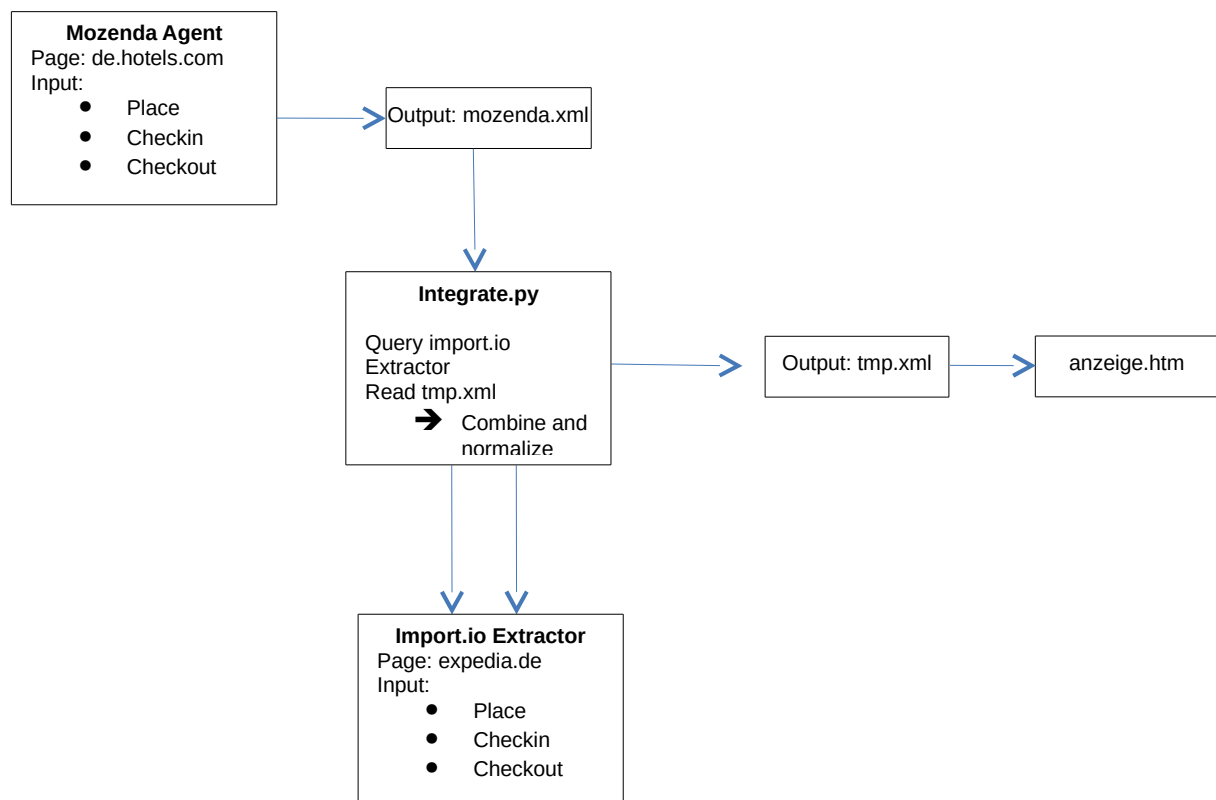 Mozenda Agent
Page: de.hotels.com
Input:
● Place
● Checkin
● Checkout
Output: mozenda.xml
Integrate.py
Query import.io
Extractor
Read tmp.xml
➔ Combine and
normalize
Output: tmp.xml
anzeige.htm
Import.io Extractor
Page: expedia.de
Input:
● Place
● Checkin
● Checkout